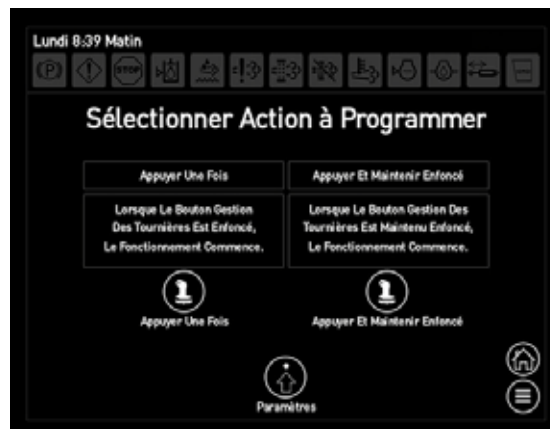 Lundi 8:39 Matin
(P)
STOP
Sélectionner Action à Programmer
Appuyer Une Fois
Appuyer Et Maintenir Enfoncé
Lorsque Le Bouton Gestion
Des Tournières Est Enfoncé,
Le Fonctionnement Commence.
Lorsque Le Bouton Gestion Des
Tournières Est Maintenu Enfoncé,
Le Fonctionnement Commence.
1
Appuyer Une Fois
1
Appuyer Et Maintenir Enfoncé
Paramètres